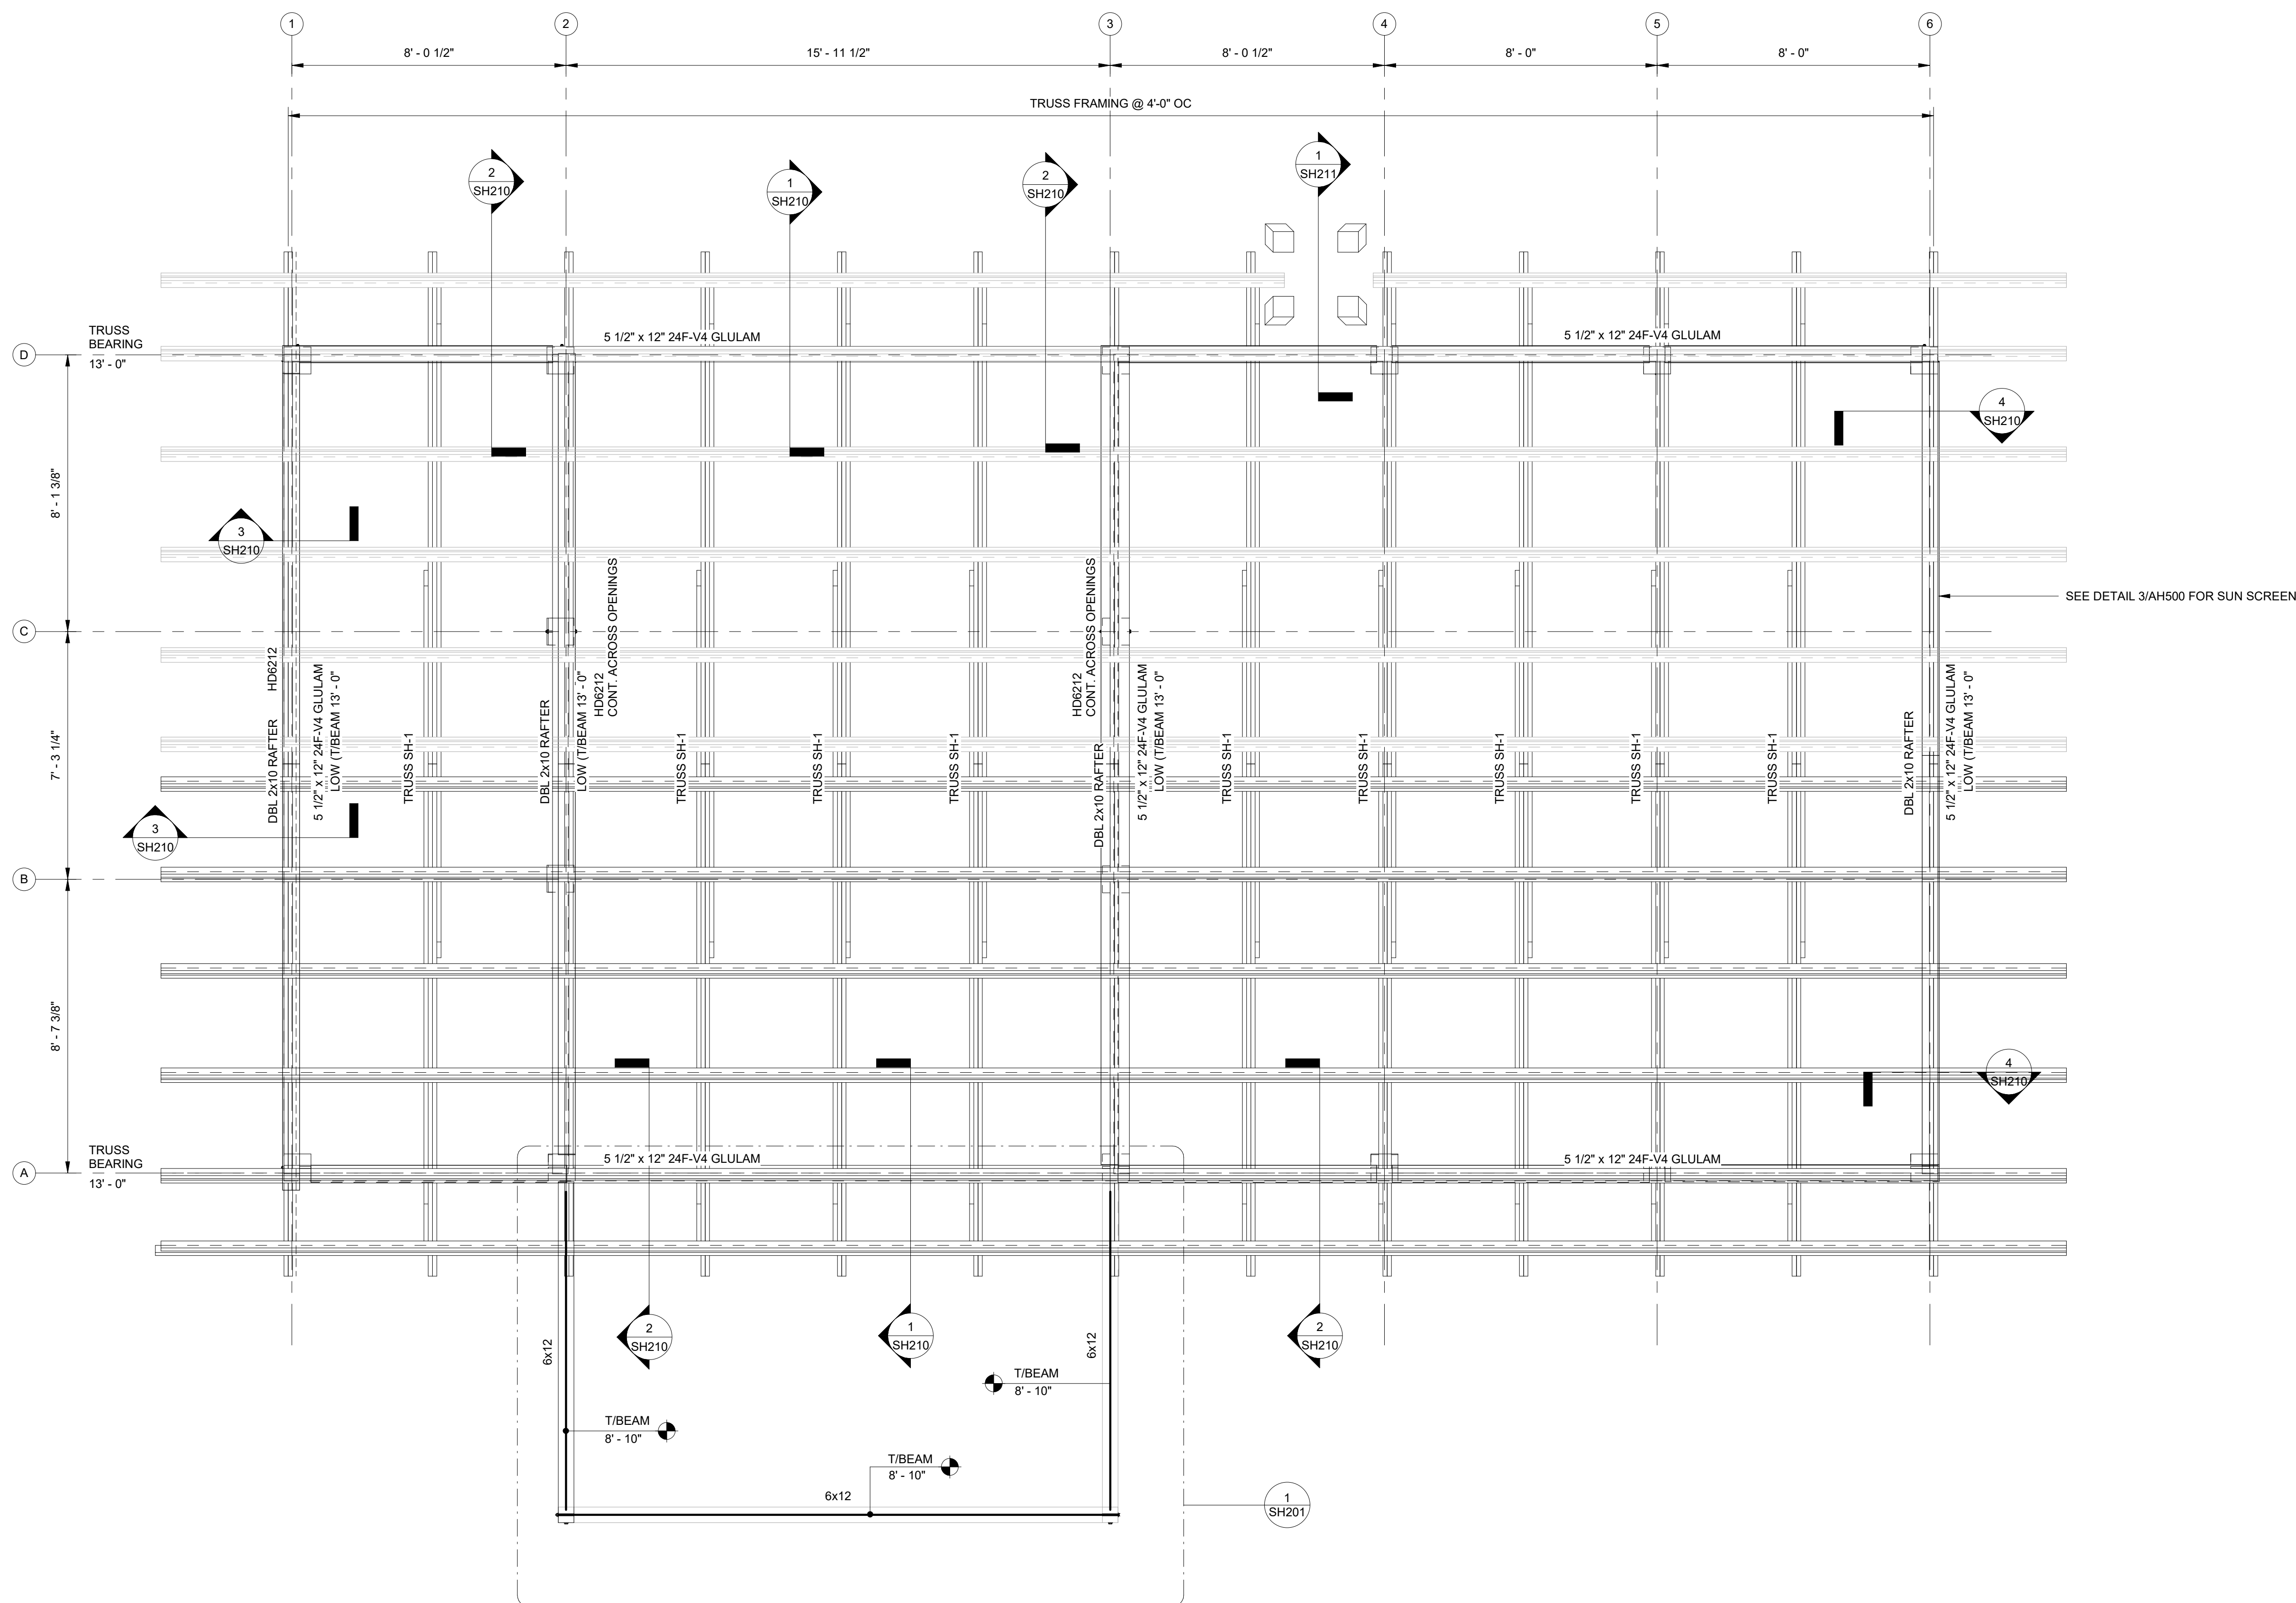 1
2
3
4
5
6
8' - 0 1/2"
15' - 11 1/2"
8' - 0 1/2"
8' - 0"
8' - 0"
TRUSS FRAMING @ 4'-0" OC
2
SH210
1
SH210
2
SH210
1
SH211
TRUSS
BEARING
13' - 0"
D
5 1/2" x 12" 24F-V4 GLULAM
5 1/2" x 12" 24F-V4 GLULAM
4
SH210
8' - 1 3/8"
3
SH210
SEE DETAIL 3/AH500 FOR SUN SCREEN
C
HD6212
DBL 2x10 RAFTER
5 1/2" x 12" 24F-V4 GLULAM
LOW (T/BEAM 13' - 0"
TRUSS SH-1
DBL 2x10 RAFTER
LOW (T/BEAM 13' - 0"
HD6212
CONT. ACROSS OPENINGS
TRUSS SH-1
TRUSS SH-1
TRUSS SH-1
HD6212
CONT. ACROSS OPENINGS
DBL 2x10 RAFTER
5 1/2" x 12" 24F-V4 GLULAM
LOW (T/BEAM 13' - 0"
TRUSS SH-1
TRUSS SH-1
TRUSS SH-1
TRUSS SH-1
TRUSS SH-1
DBL 2x10 RAFTER
5 1/2" x 12" 24F-V4 GLULAM
LOW (T/BEAM 13' - 0"
7' - 3 1/4"
3
SH210
B
8' - 7 3/8"
4
SH210
TRUSS
BEARING
13' - 0"
A
5 1/2" x 12" 24F-V4 GLULAM
5 1/2" x 12" 24F-V4 GLULAM
2
SH210
1
SH210
2
SH210
6x12
6x12
T/BEAM
8' - 10"
T/BEAM
8' - 10"
T/BEAM
8' - 10"
6x12
1
SH201